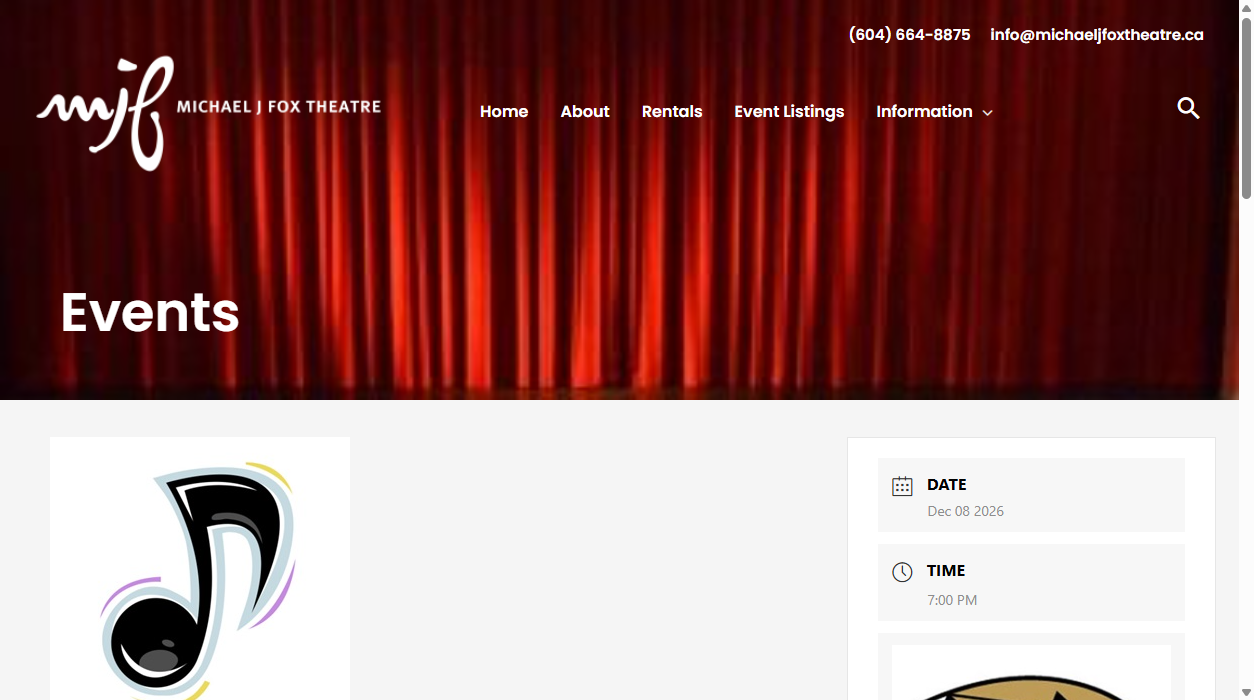 (604) 664-8875 info@michaeljfoxtheatre.ca
mjf MICHAEL J FOX THEATRE
Home About Rentals Event Listings Information
Events
DATE
Dec 08 2026
TIME
7:00 PM